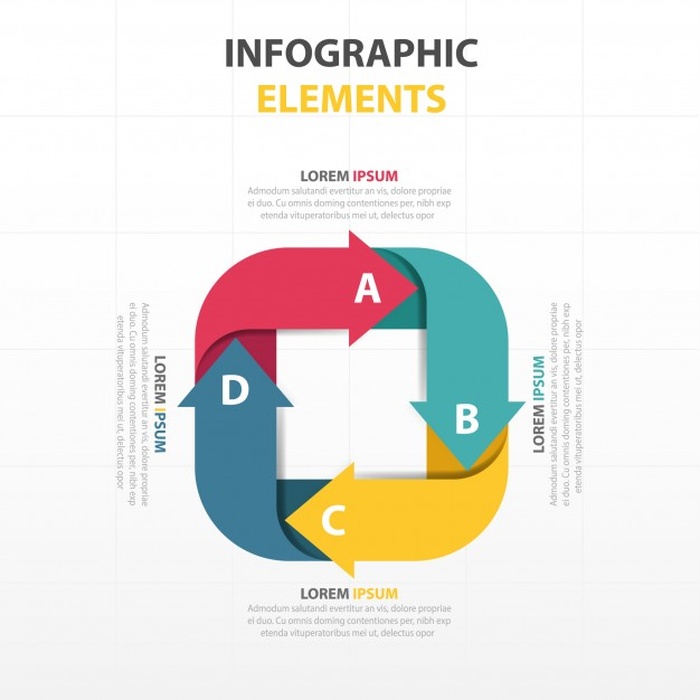 INFOGRAPHIC
ELEMENTS
LOREM IPSUM
Admodum salutandi evertitur an vis, dolore propriae
ei duo. Cu omnis doming contentiones per, nibh exp
etenda vituperatoribus mei ut, delectus option
A
B
C
D
LOREM IPSUM
Admodum salutandi evertitur an vis, dolore propriae
ei duo. Cu omnis doming contentiones per, nibh exp
etenda vituperatoribus mei ut, delectus option
LOREM IPSUM
Admodum salutandi evertitur an vis, dolore propriae
ei duo. Cu omnis doming contentiones per, nibh exp
etenda vituperatoribus mei ut, delectus option
LOREM IPSUM
Admodum salutandi evertitur an vis, dolore propriae
ei duo. Cu omnis doming contentiones per, nibh exp
etenda vituperatoribus mei ut, delectus option